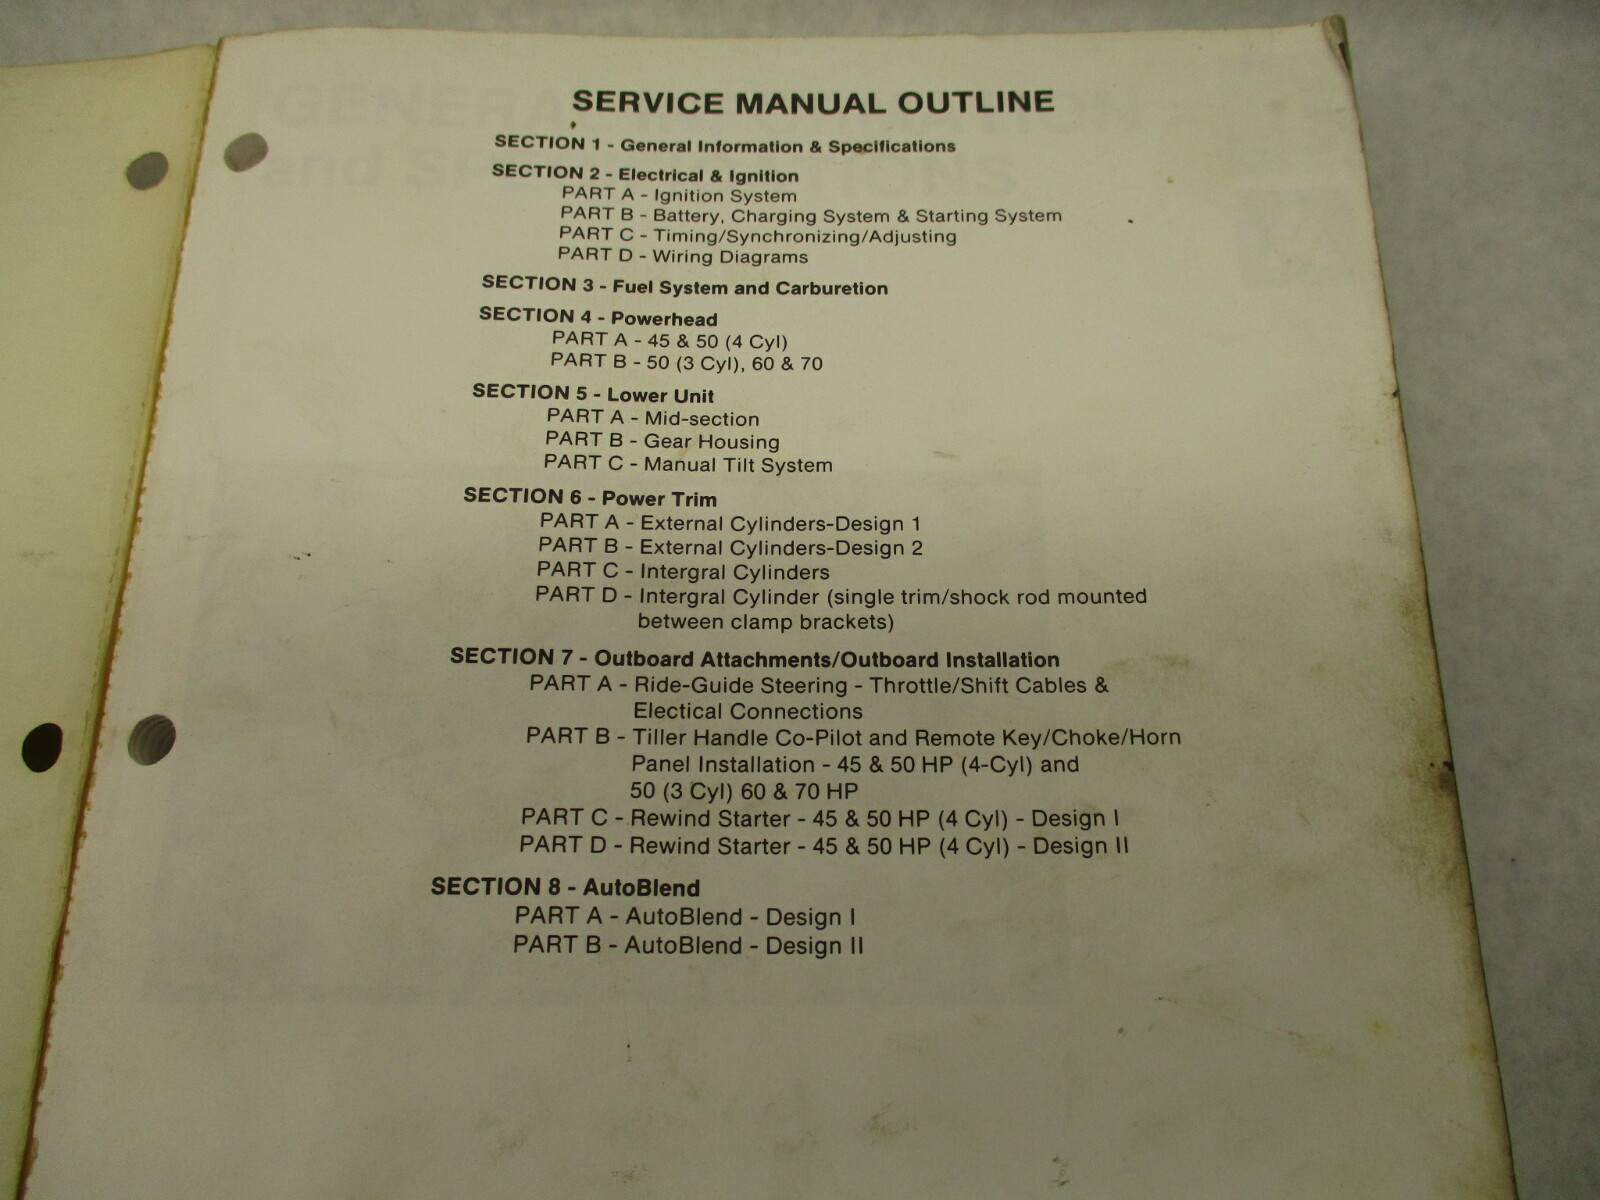 SERVICE MANUAL OUTLINE
SECTION 1 - General Information & Specifications
SECTION 2 - Electrical & Ignition
PART A - Ignition System
PART B - Battery, Charging System & Starting System
PART C - Timing/Synchronizing/Adjusting
PART D - Wiring Diagrams
SECTION 3 - Fuel System and Carburetion
SECTION 4 - Powerhead
PART A - 45 & 50 (4 Cyl)
PART B - 50 (3 Cyl), 60 & 70
SECTION 5 - Lower Unit
PART A - Mid-section
PART B - Gear Housing
PART C - Manual Tilt System
SECTION 6 - Power Trim
PART A - External Cylinders-Design 1
PART B - External Cylinders-Design 2
PART C - Intergral Cylinders
PART D - Intergral Cylinder (single trim/shock rod mounted
between clamp brackets)
SECTION 7 - Outboard Attachments/Outboard Installation
PART A - Ride-Guide Steering - Throttle/Shift Cables &
Electical Connections
PART B - Tiller Handle Co-Pilot and Remote Key/Choke/Horn
Panel Installation - 45 & 50 HP (4-Cyl) and
50 (3 Cyl) 60 & 70 HP
PART C - Rewind Starter - 45 & 50 HP (4 Cyl) - Design I
PART D - Rewind Starter - 45 & 50 HP (4 Cyl) - Design II
SECTION 8 - AutoBlend
PART A - AutoBlend - Design I
PART B - AutoBlend - Design II